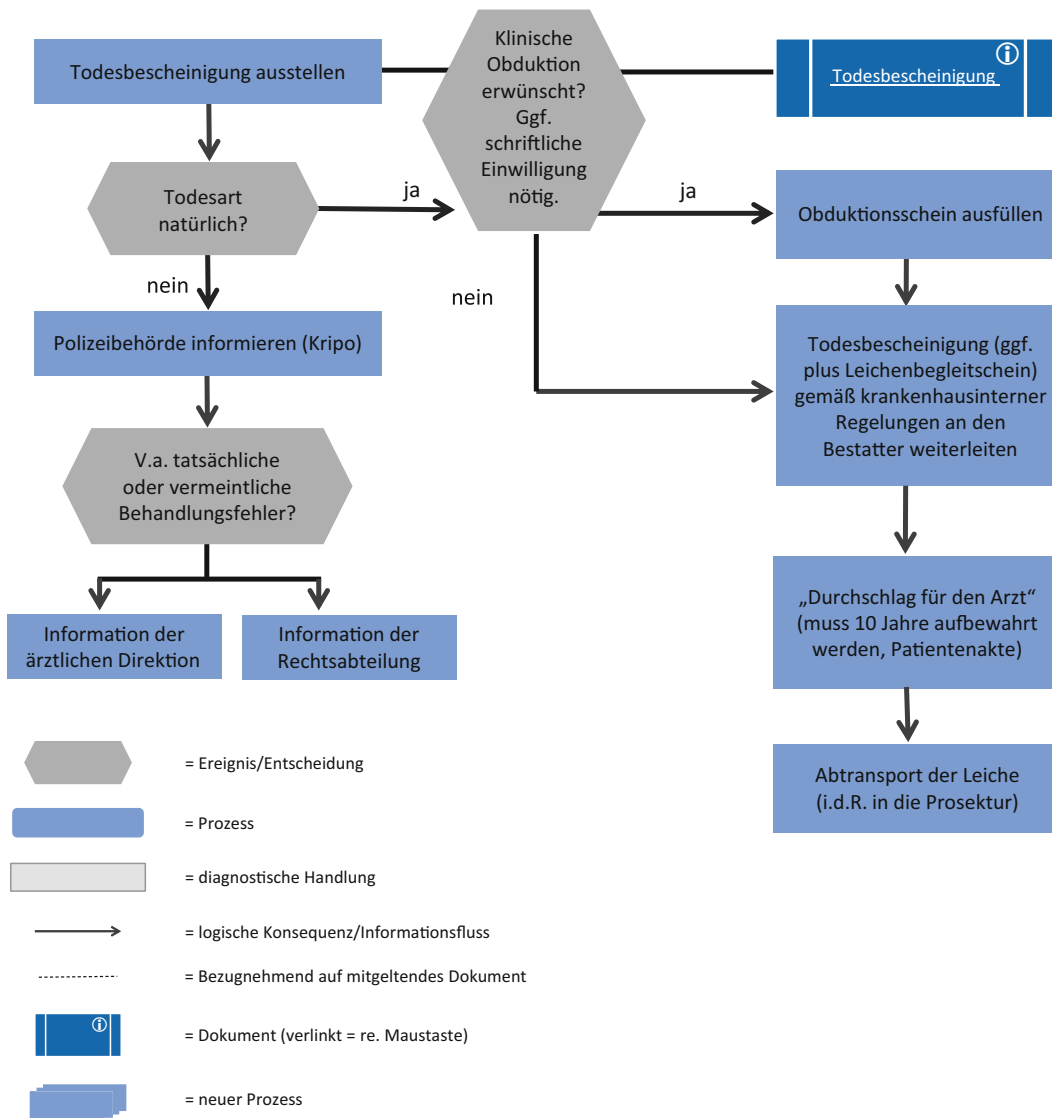 Todesbescheinigung ausstellen
Klinische
Obduktion
erwünscht?
Ggf.
schriftliche
Einwilligung
nötig.
Todesbescheinigung
Todesart
natürlich?
ja
ja
Obduktionsschein ausfüllen
nein
nein
Polizeibehörde informieren (Kripo)
Todesbescheinigung (ggf.
plus Leichenbegleitschein)
gemäß krankenhausinterner
Regelungen an den
Bestatter weiterleiten
V.a. tatsächliche
oder vermeintliche
Behandlungsfehler?
Information der
ärztlichen Direktion
Information der
Rechtsabteilung
„Durchschlag für den Arzt“
(muss 10 Jahre aufbewahrt
werden, Patientenakte)
Abtransport der Leiche
(i.d.R. in die Prosektur)
= Ereignis/Entscheidung
= Prozess
= diagnostische Handlung
= logische Konsequenz/Informationsfluss
= Bezugnehmend auf mitgeltendes Dokument
= Dokument (verlinkt = re. Maustaste)
= neuer Prozess